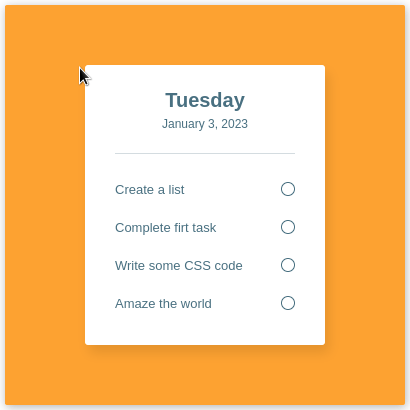 Tuesday
January 3, 2023
Create a list
Complete firt task
Write some CSS code
Amaze the world